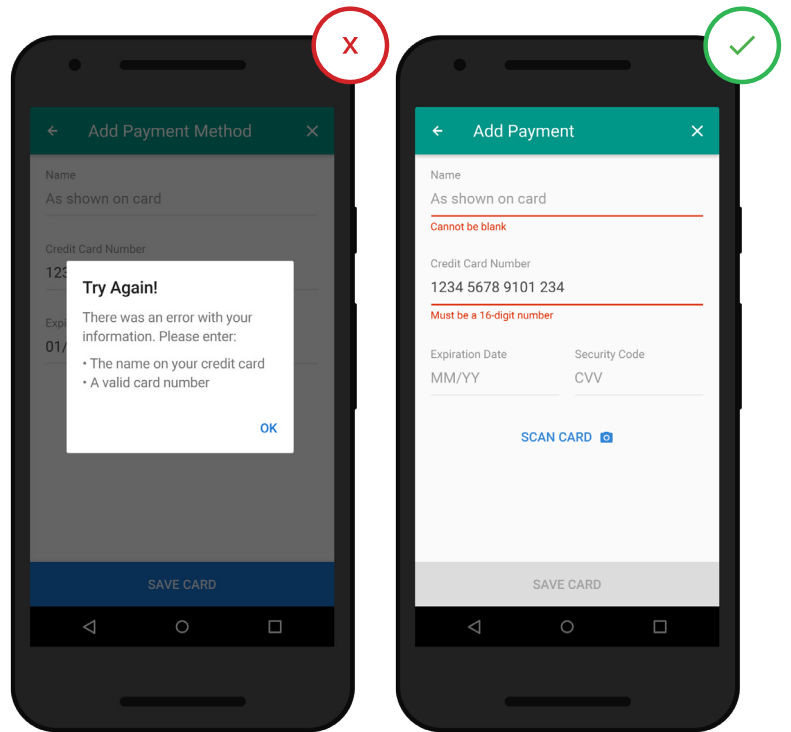 X
Add Payment Method
Name
As shown on card
Credit Card Number
123
Try Again!
There was an error with your
information. Please enter:
• The name on your credit card
• A valid card number
Expi
01/
OK
SAVE CARD
Add Payment
Name
As shown on card
Cannot be blank
Credit Card Number
1234 5678 9101 234
Must be a 16-digit number
Expiration Date Security Code
MM/YY CVV
SCAN CARD
SAVE CARD